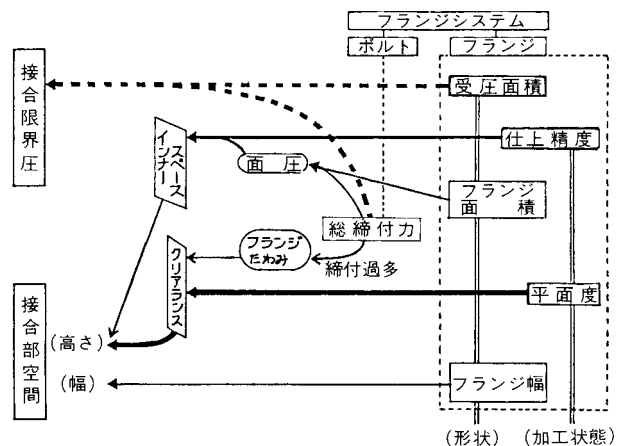 フランジシステム
ボルト
フランジ
接合限界圧
受圧面積
仕上精度
インナー
スペース
面圧
フランジ
面積
総締付力
フランジ
たわみ
締付過多
クリアランス
平面度
接合部空間
(高さ)
(幅)
フランジ幅
(形状)
(加工状態)